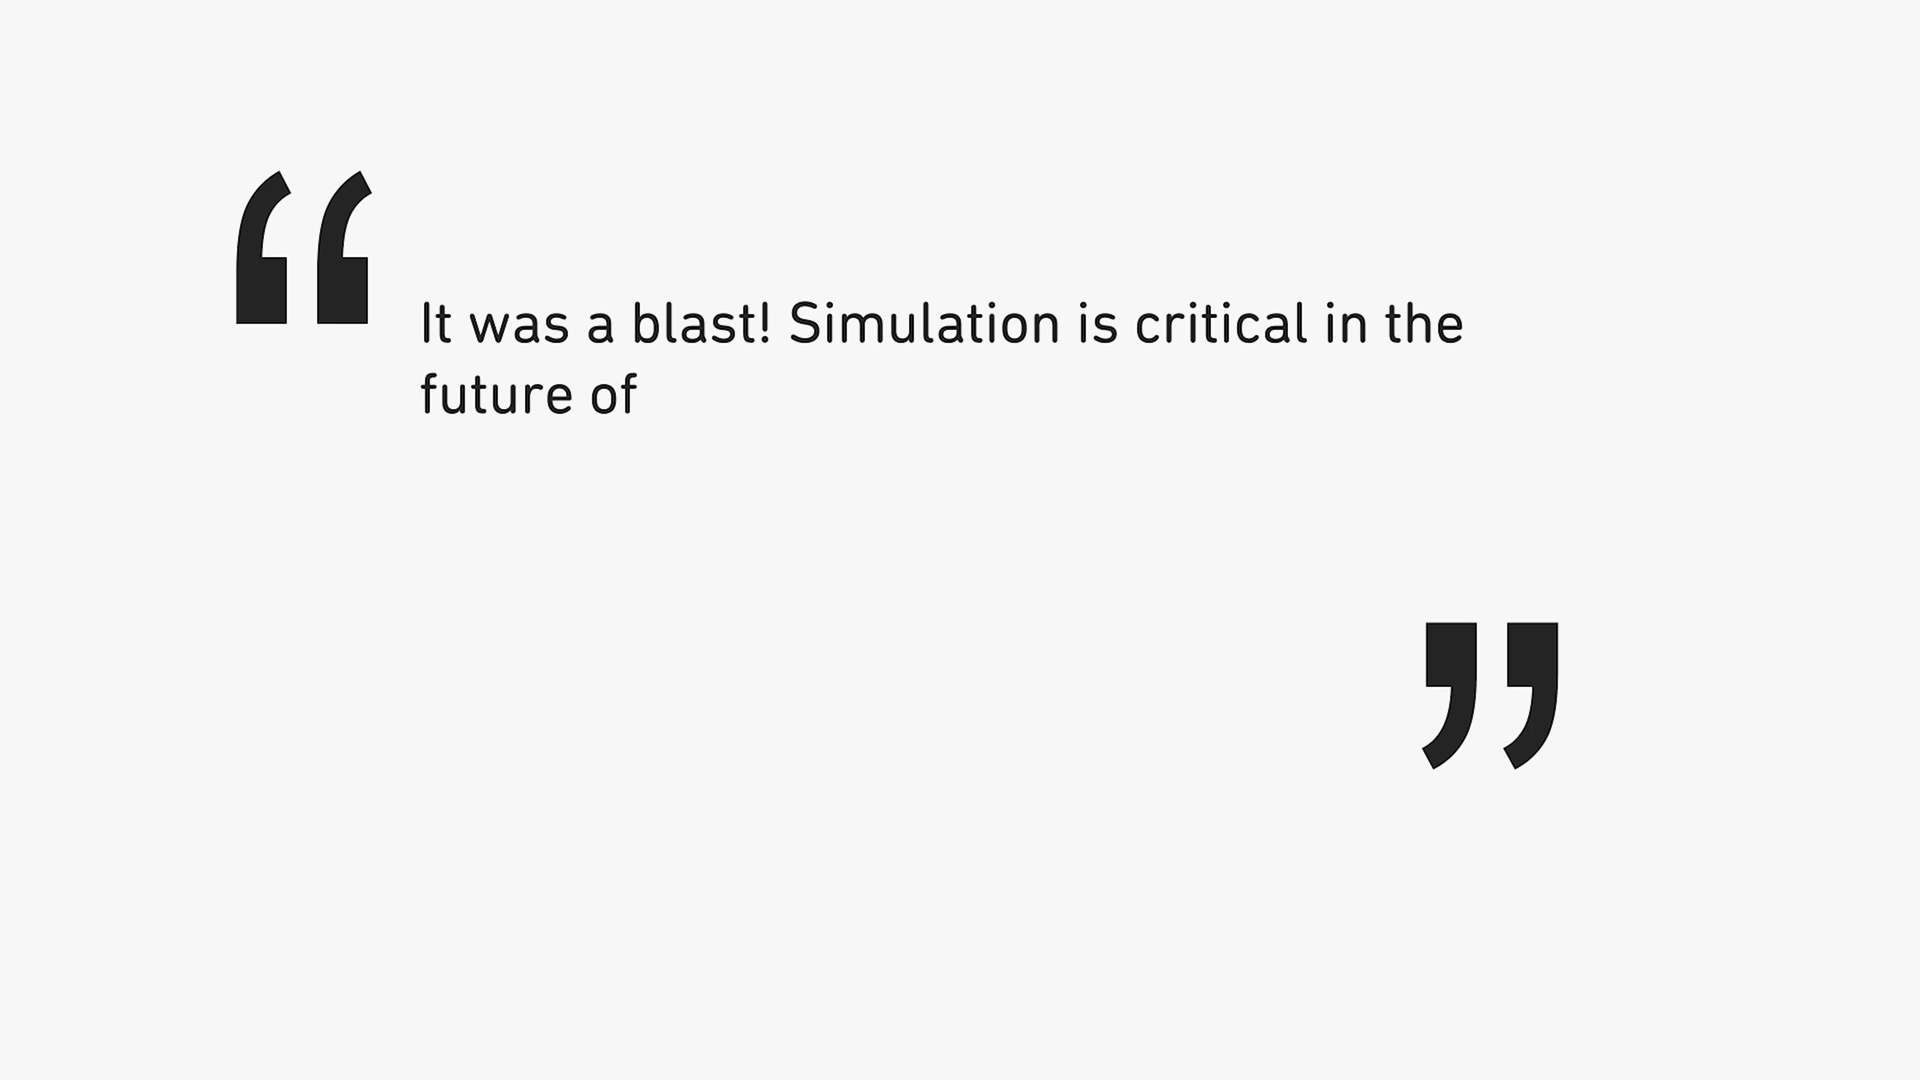 “It was a blast! Simulation is critical in the
future of
”